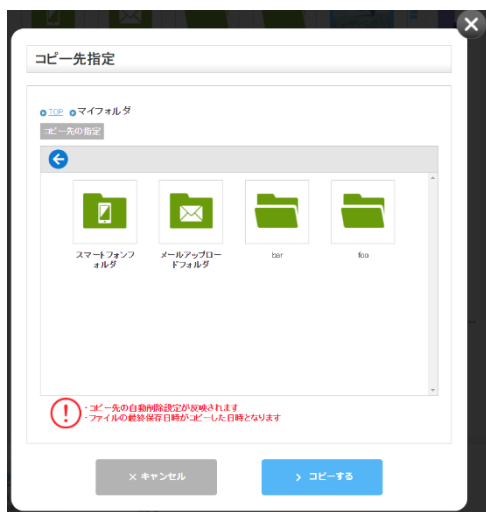 コピー先指定
TOP マイフォルダ
コピー先の指定
スマートフォンフ
ォルダ
メールアップロー
ドフォルダ
bar
foo
・コピー先の自動削除設定が反映されます
・ファイルの最終保存日時がコピーした日時となります
× キャンセル
> コピーする